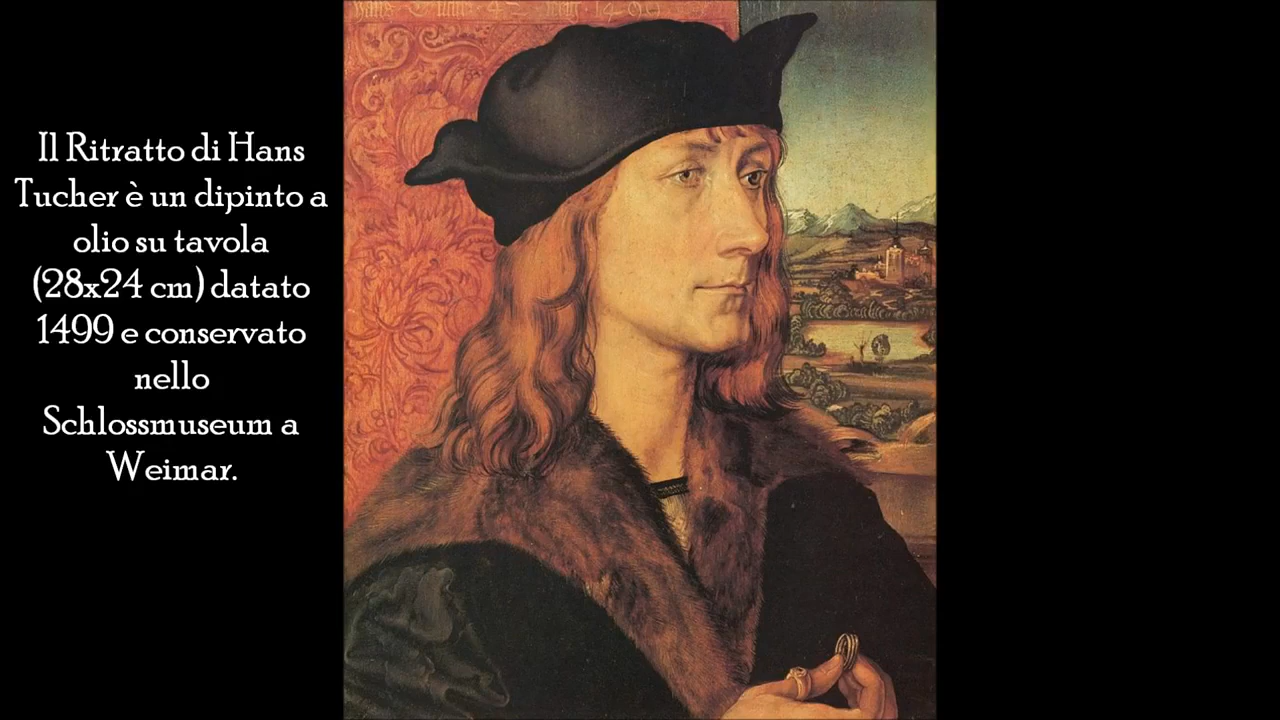 Il Ritratto di Hans
Tucher è un dipinto a
olio su tavola
(28x24 cm) datato
1499 e conservato
nello
Schlossmuseum a
Weimar.